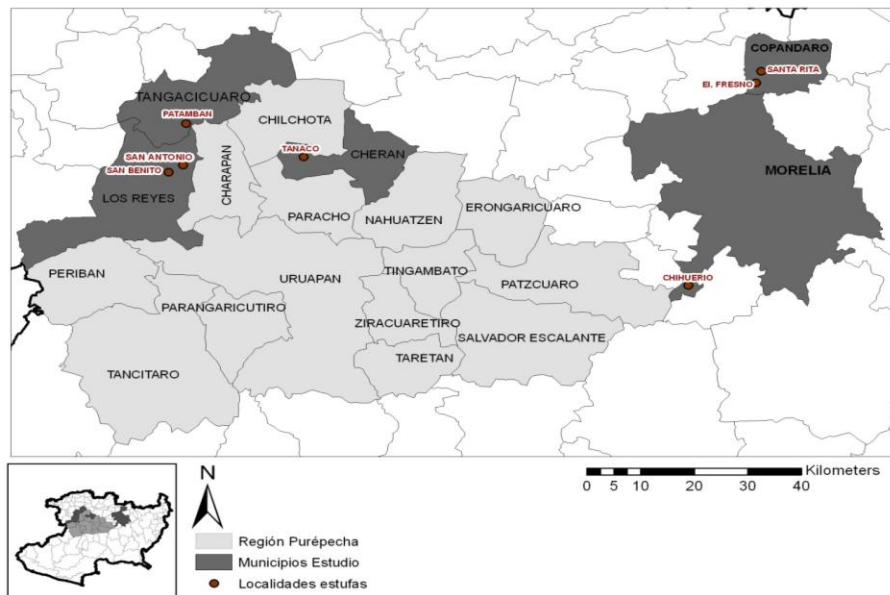 COPANDARO
SANTA RITA
EL FRESNO
TANGACICUARO
PATAMBAN
CHILCHOTA
TANACO
CHERAN
SAN ANTONIO
SAN BENITO
CHARAPAN
LOS REYES
MORELIA
PARACHO
NAHUATZEN
ERONGARICUARO
PERIBAN
URUAPAN
TINGAMBATO
PATZCUARO
CHIHUERIO
PARANGARICUTIRO
ZIRACUARETIRO
SALVADOR ESCALANTE
TARETAN
TANCITARO
N
Kilometers
0 5 10 20 30 40
Región Purépecha
Municipios Estudio
Localidades estufas